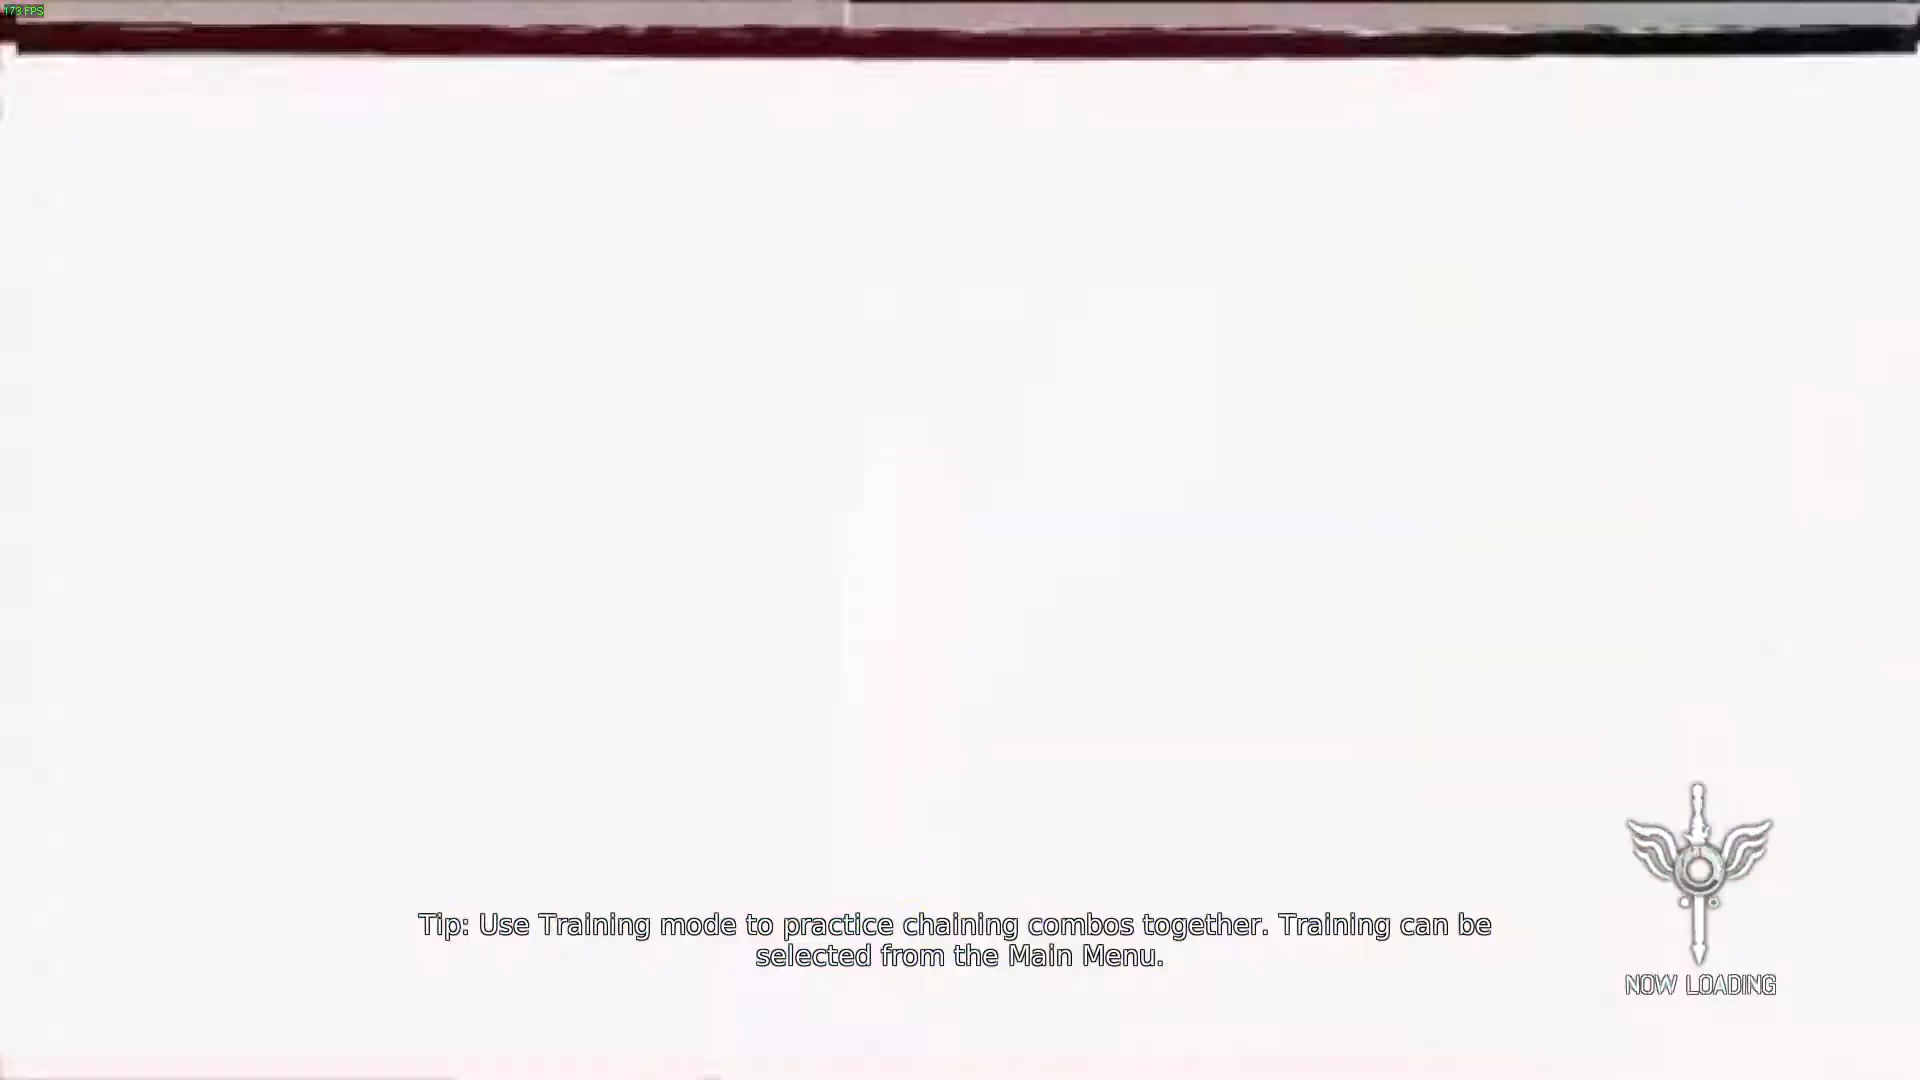 173 FPS
Tip: Use Training mode to practice chaining combos together. Training can be
selected from the Main Menu.
NOW LOADING